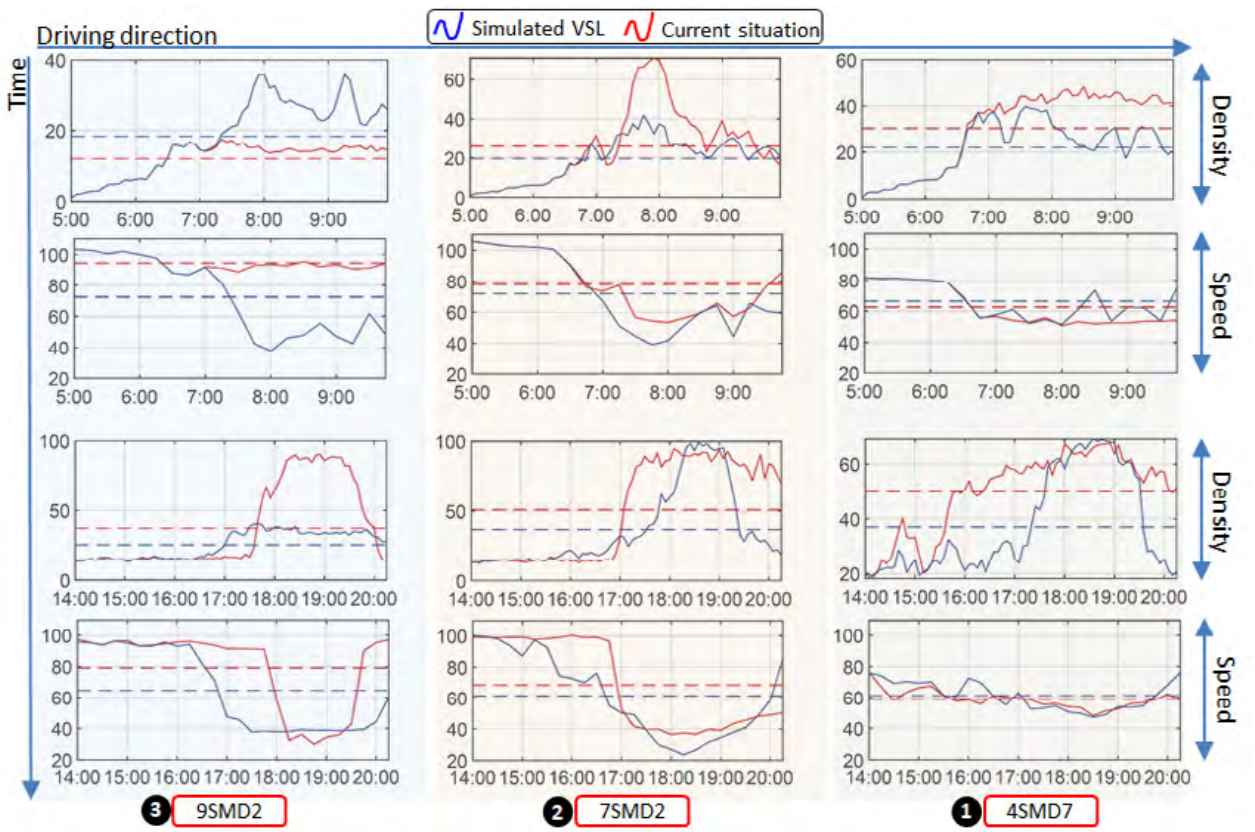 Simulated VSL Current situation
Driving direction
Time
40 60 60
20 40 40
0 20 20
0 0
5:00 6:00 7:00 8:00 9:00 5:00 6:00 7:00 8:00 9:00 5:00 6:00 7:00 8:00 9:00
Density
100 100 100
80 80 80
60 60 60
40 40 40
20 20 20
5:00 6:00 7:00 8:00 9:00 5:00 6:00 7:00 8:00 9:00 5:00 6:00 7:00 8:00 9:00
Speed
100 100 60
50 50 40
0 0 20
14:00 15:00 16:00 17:00 18:00 19:00 20:00 14:00 15:00 16:00 17:00 18:00 19:00 20:00 14:00 15:00 16:00 17:00 18:00 19:00 20:00
Density
100 100 100
80 80 80
60 60 60
40 40 40
20 20 20
14:00 15:00 16:00 17:00 18:00 19:00 20:00 14:00 15:00 16:00 17:00 18:00 19:00 20:00 14:00 15:00 16:00 17:00 18:00 19:00 20:00
Speed
3 9SMD2 2 7SMD2 1 4SMD7